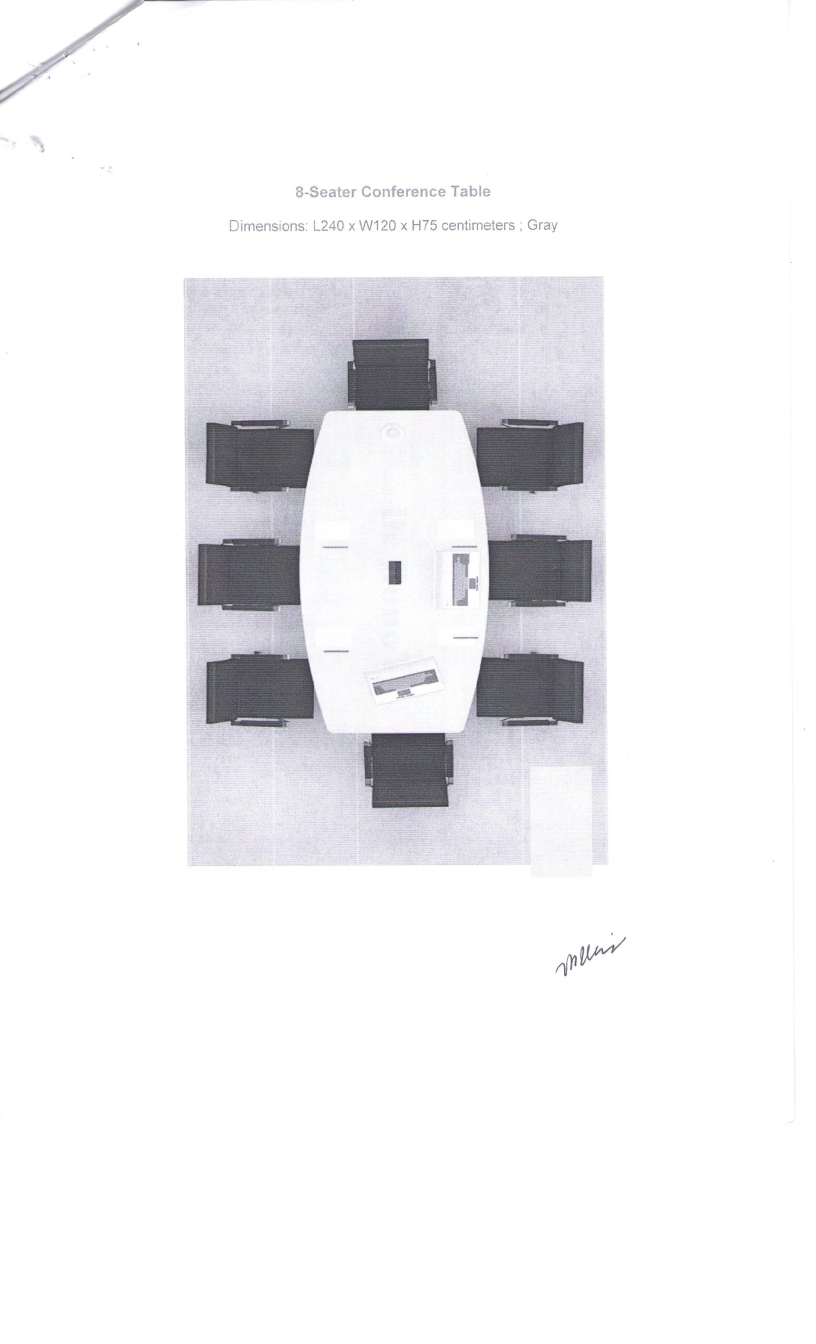 8-Seater Conference Table
Dimensions: L240 x W120 x H75 centimeters ; Gray